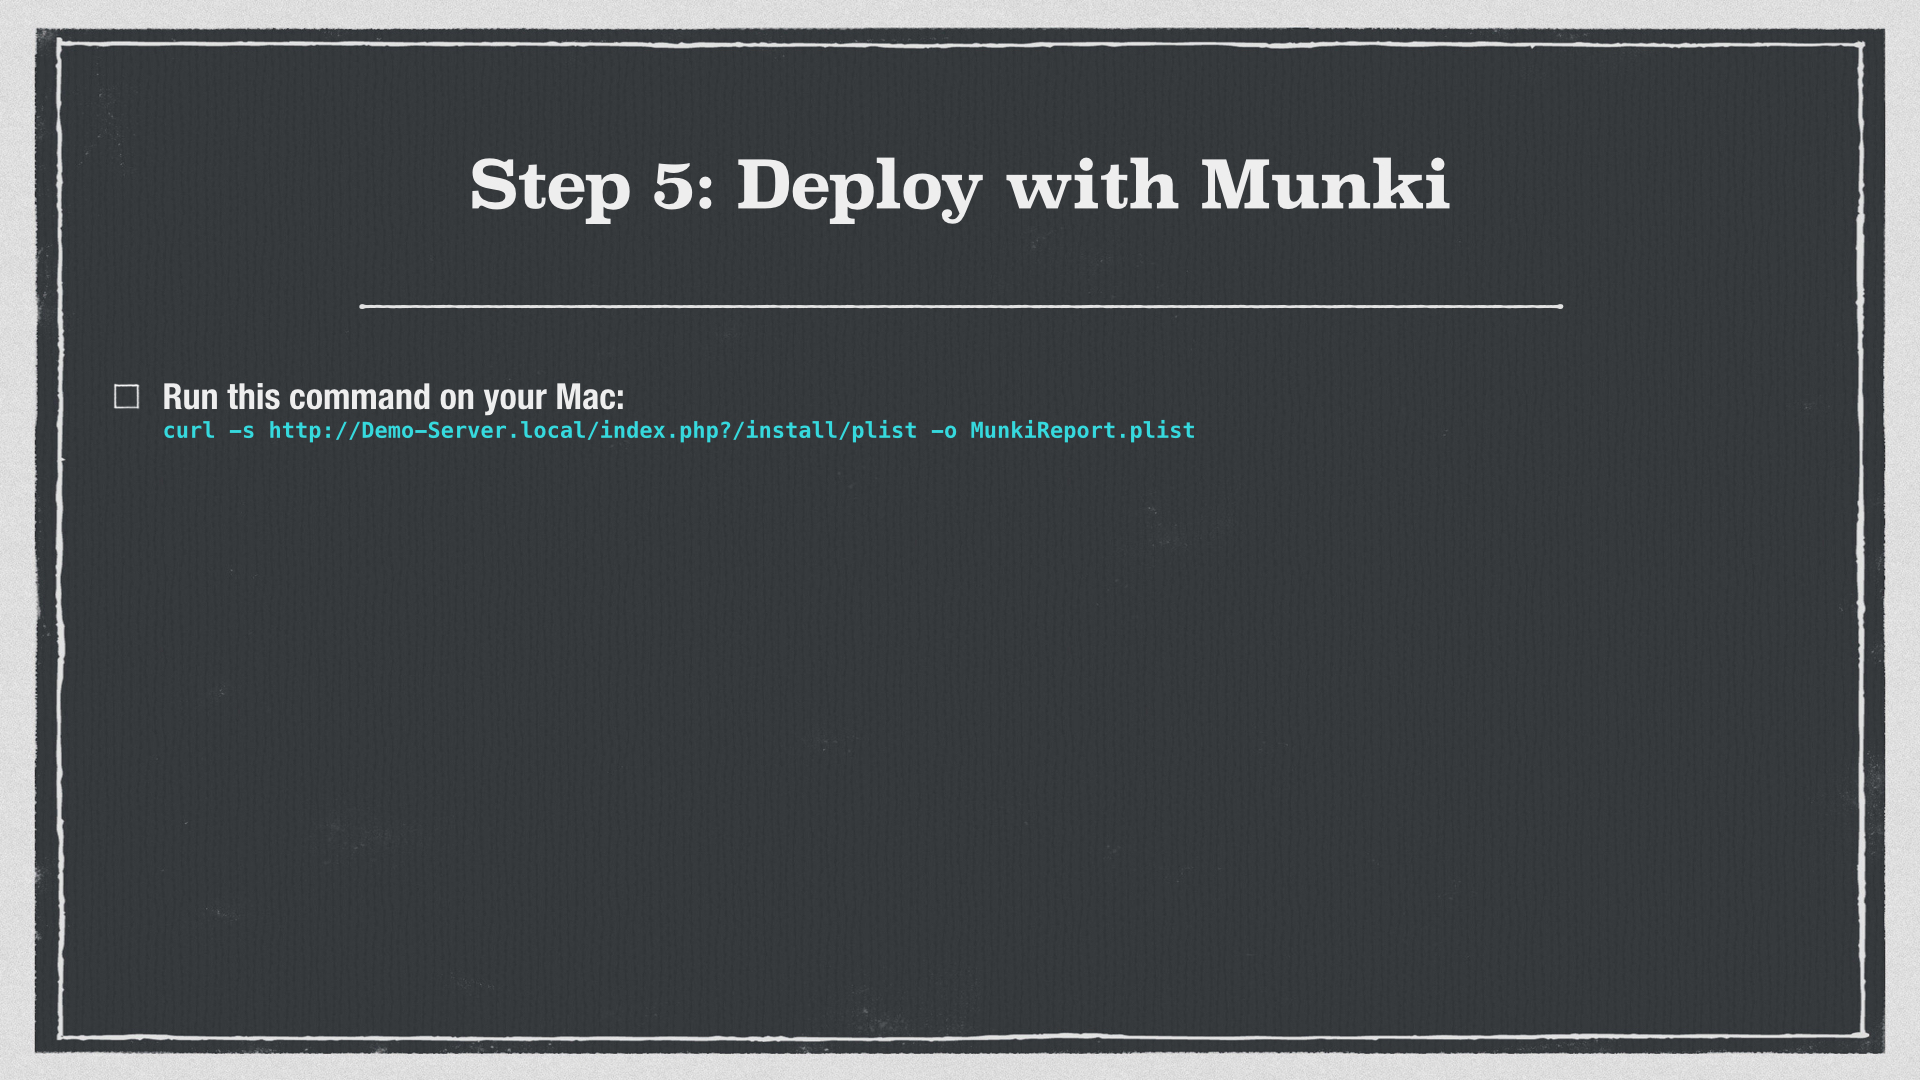 Step 5: Deploy with Munki
Run this command on your Mac:
curl -s http://Demo-Server.local/index.php?/install/plist -o MunkiReport.plist